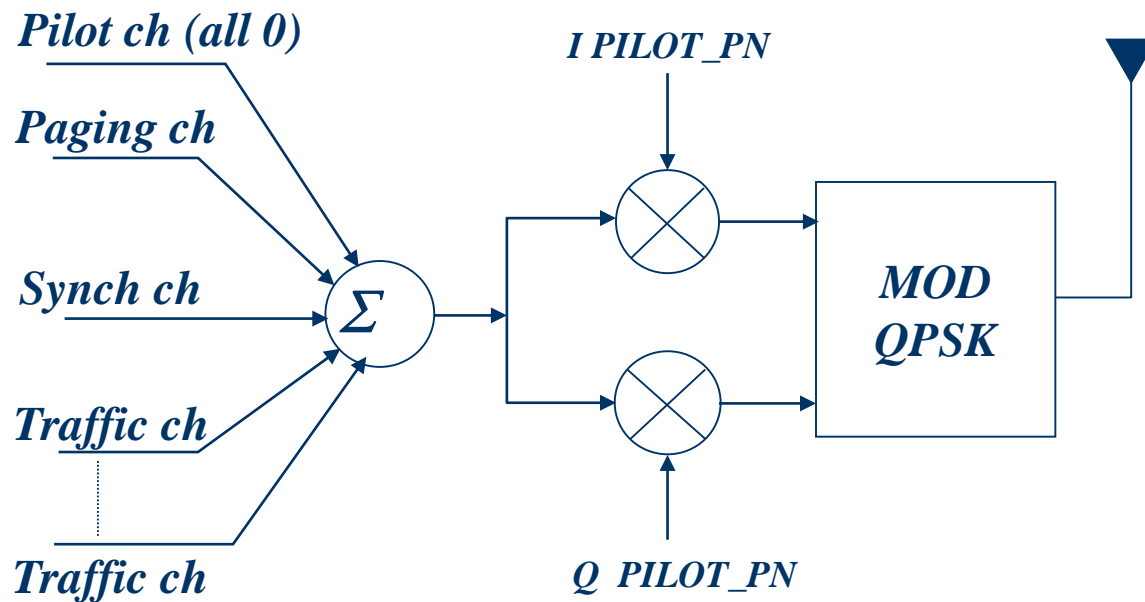 Pilot ch (all 0)
I PILOT_PN
Paging ch
Synch ch
Σ
MOD
QPSK
Traffic ch
Traffic ch
Q PILOT_PN